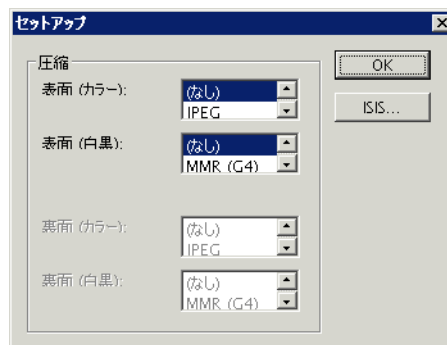 セットアップ
圧縮
OK
表面 (カラー):
(なし)
JPEG
ISIS...
表面 (白黒):
(なし)
MMR (G4)
裏面 (カラー):
(なし)
JPEG
裏面 (白黒):
(なし)
MMR (G4)